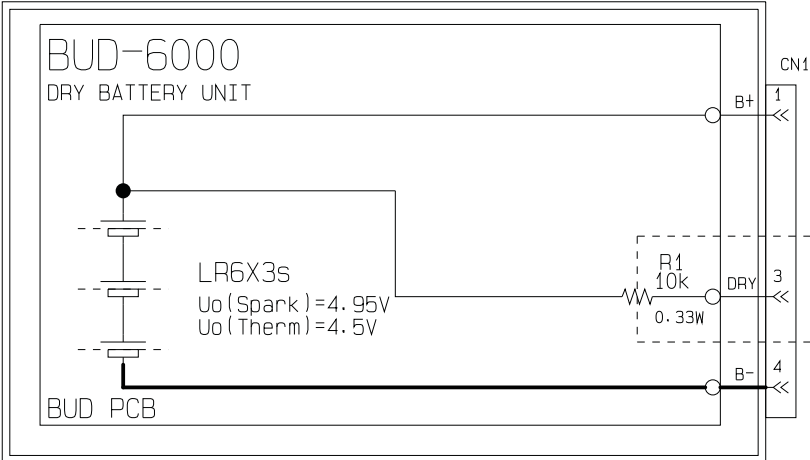 BUD-6000
CN1
DRY BATTERY UNIT
B+
1
LR6X3s
Uo(Spark)=4.95V
Uo(Therm)=4.5V
R1
10k
0.33W
DRY
3
B-
4
BUD PCB